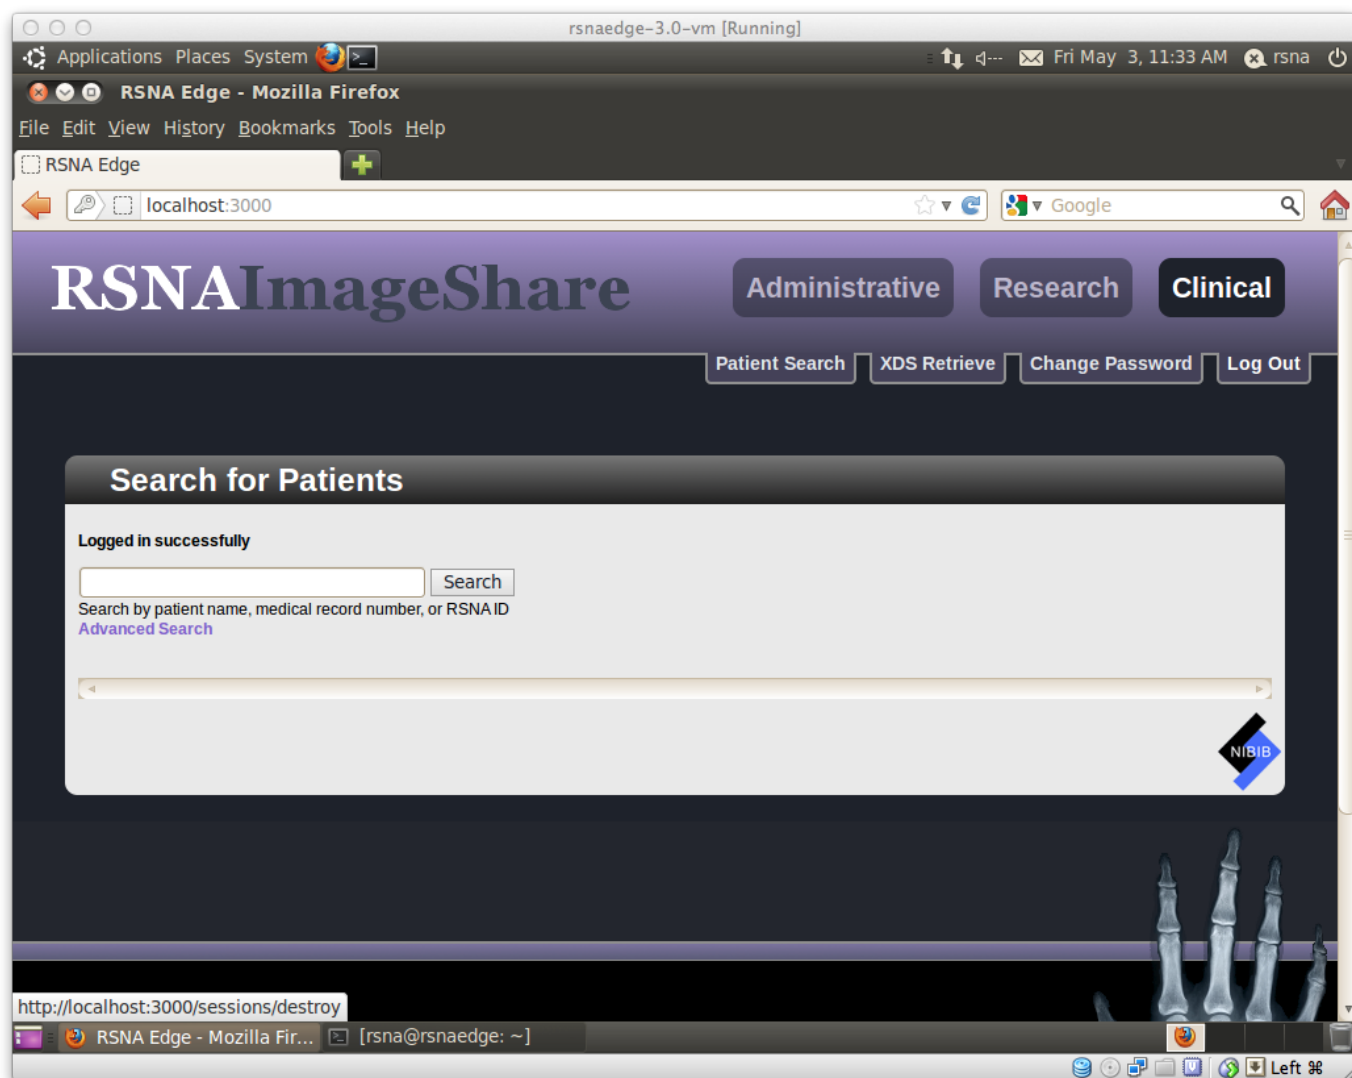 rsnaedge-3.0-vm [Running]
Applications Places System Fri May 3, 11:33 AM rsna
RSNA Edge - Mozilla Firefox
File Edit View History Bookmarks Tools Help
RSNA Edge
localhost:3000 Google
RSNAImageShare Administrative Research Clinical
Patient Search XDS Retrieve Change Password Log Out
Search for Patients
Logged in successfully
Search
Search by patient name, medical record number, or RSNA ID
Advanced Search
NIBIB
http://localhost:3000/sessions/destroy
RSNA Edge - Mozilla Fir... [rsna@rsnaedge: ~]
Left ⌘